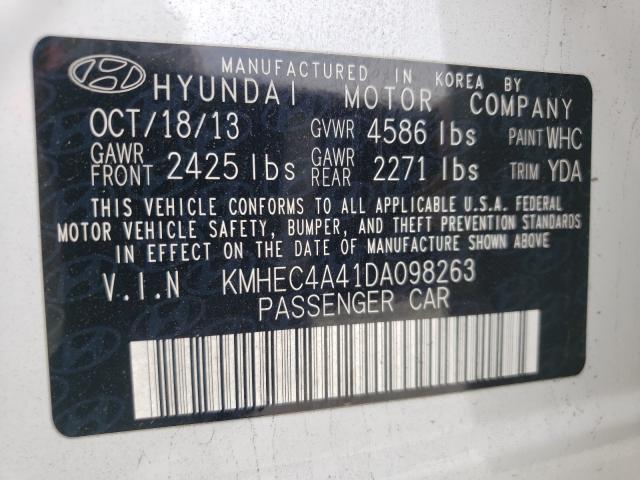 MANUFACTURED IN KOREA BY
HYUNDAI MOTOR COMPANY
OCT/18/13 GVWR 4586 lbs PAINT WHC
GAWR FRONT 2425 lbs GAWR REAR 2271 lbs TRIM YDA
THIS VEHICLE CONFORMS TO ALL APPLICABLE U.S.A. FEDERAL
MOTOR VEHICLE SAFETY, BUMPER, AND THEFT PREVENTION STANDARDS
IN EFFECT ON THE DATE OF MANUFACTURE SHOWN ABOVE
V.I.N KMHEC4A41DA098263
PASSENGER CAR